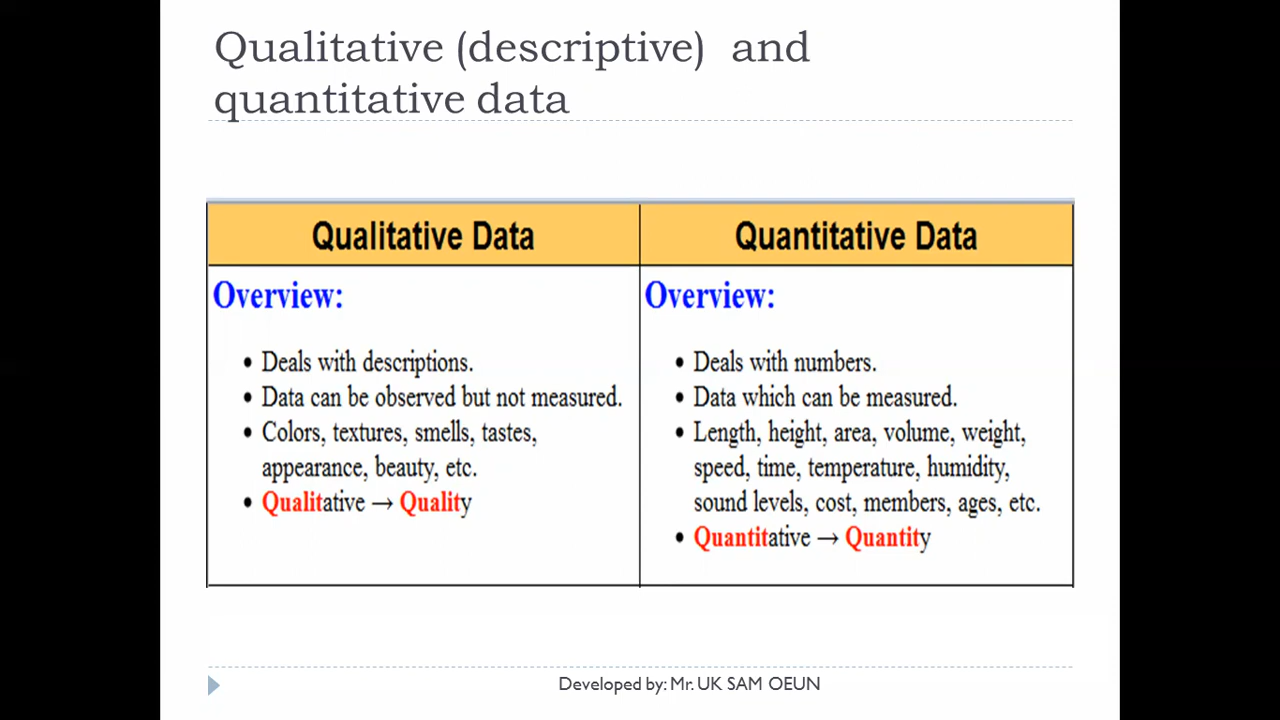 Qualitative (descriptive) and
quantitative data
Qualitative Data
Overview:
• Deals with descriptions.
• Data can be observed but not measured.
• Colors, textures, smells, tastes,
appearance, beauty, etc.
• Qualitative → Quality
Quantitative Data
Overview:
• Deals with numbers.
• Data which can be measured.
• Length, height, area, volume, weight,
speed, time, temperature, humidity,
sound levels, cost, members, ages, etc.
• Quantitative → Quantity
Developed by: Mr. UK SAM OEUN